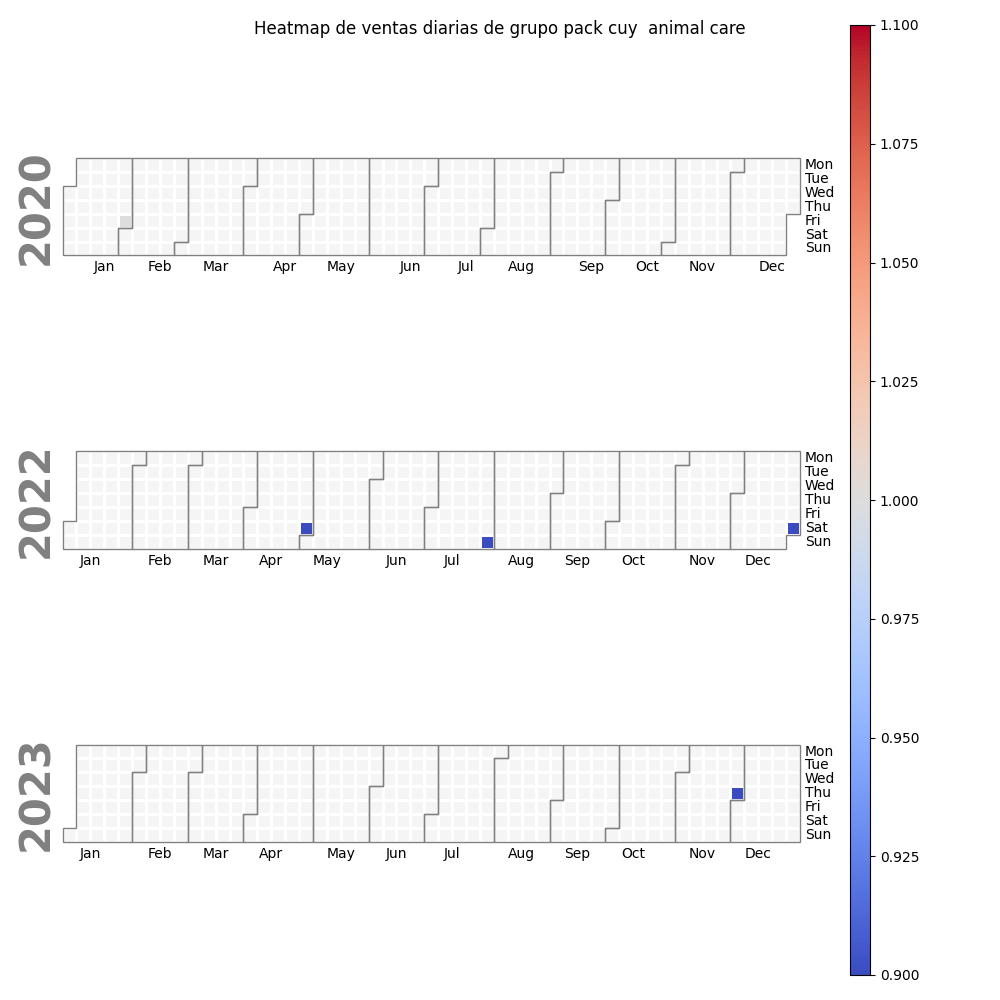 Heatmap de ventas diarias de grupo pack cuy  animal care
2020
Mon
Tue
Wed
Thu
Fri
Sat
Sun
Jan Feb Mar Apr May Jun Jul Aug Sep Oct Nov Dec
2022
Mon
Tue
Wed
Thu
Fri
Sat
Sun
Jan Feb Mar Apr May Jun Jul Aug Sep Oct Nov Dec
2023
Mon
Tue
Wed
Thu
Fri
Sat
Sun
Jan Feb Mar Apr May Jun Jul Aug Sep Oct Nov Dec
1.100
1.075
1.050
1.025
1.000
0.975
0.950
0.925
0.900